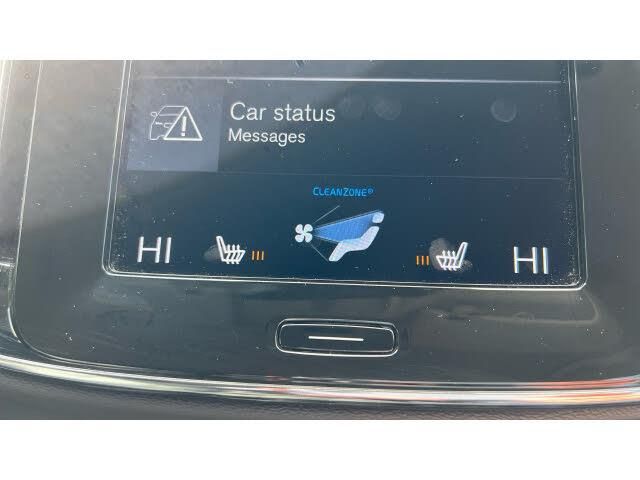 Car status
Messages
CLEANZONE®
HI HI